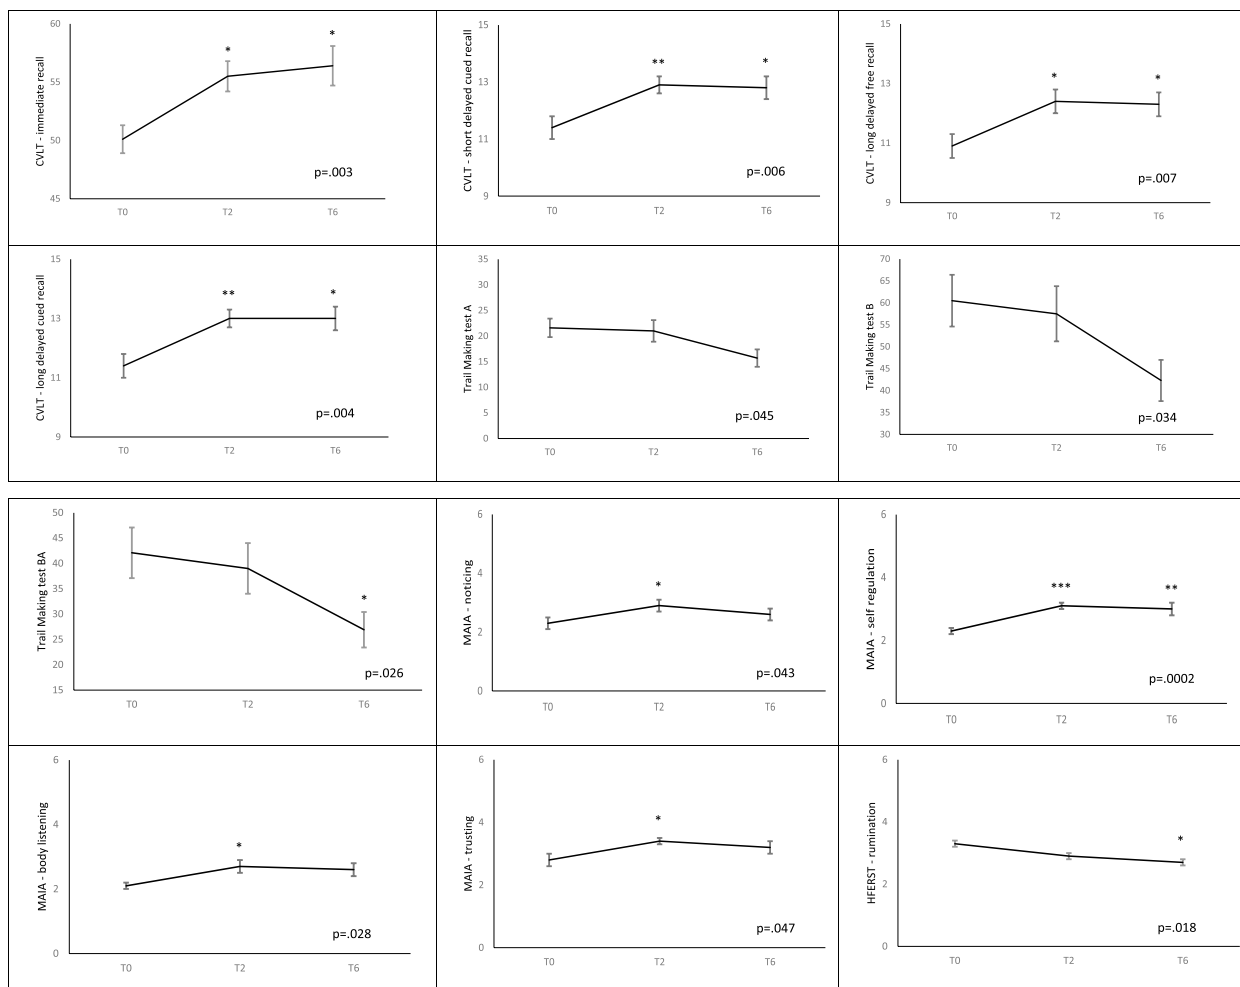 CVLT - immediate recall
60
55
50
45
*
*
p=.003
T0 T2 T6
CVLT - short delayed cued recall
15
13
11
9
**
*
p=.006
T0 T2 T6
CVLT - long delayed free recall
15
13
11
9
*
*
p=.007
T0 T2 T6
CVLT - long delayed cued recall
15
13
11
9
**
*
p=.004
T0 T2 T6
Trail Making test A
35
30
25
20
15
10
5
0
p=.045
T0 T2 T6
Trail Making test B
70
65
60
55
50
45
40
35
30
p=.034
T0 T2 T6
Trail Making test BA
50
45
40
35
30
25
20
15
*
p=.026
T0 T2 T6
MAIA - noticing
6
4
2
0
*
p=.043
T0 T2 T6
MAIA - self regulation
6
4
2
0
***
**
p=.0002
T0 T2 T6
MAIA - body listening
6
4
2
0
*
p=.028
T0 T2 T6
MAIA - trusting
6
4
2
0
*
p=.047
T0 T2 T6
HFERST - rumination
6
4
2
0
*
p=.018
T0 T2 T6